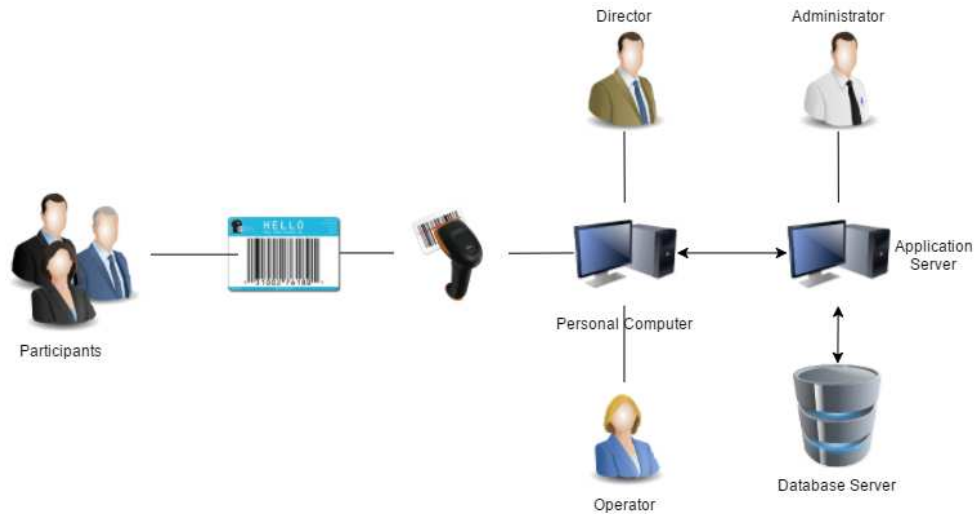 Director
Administrator
HELLO
Application
Server
Personal Computer
Participants
Operator
Database Server